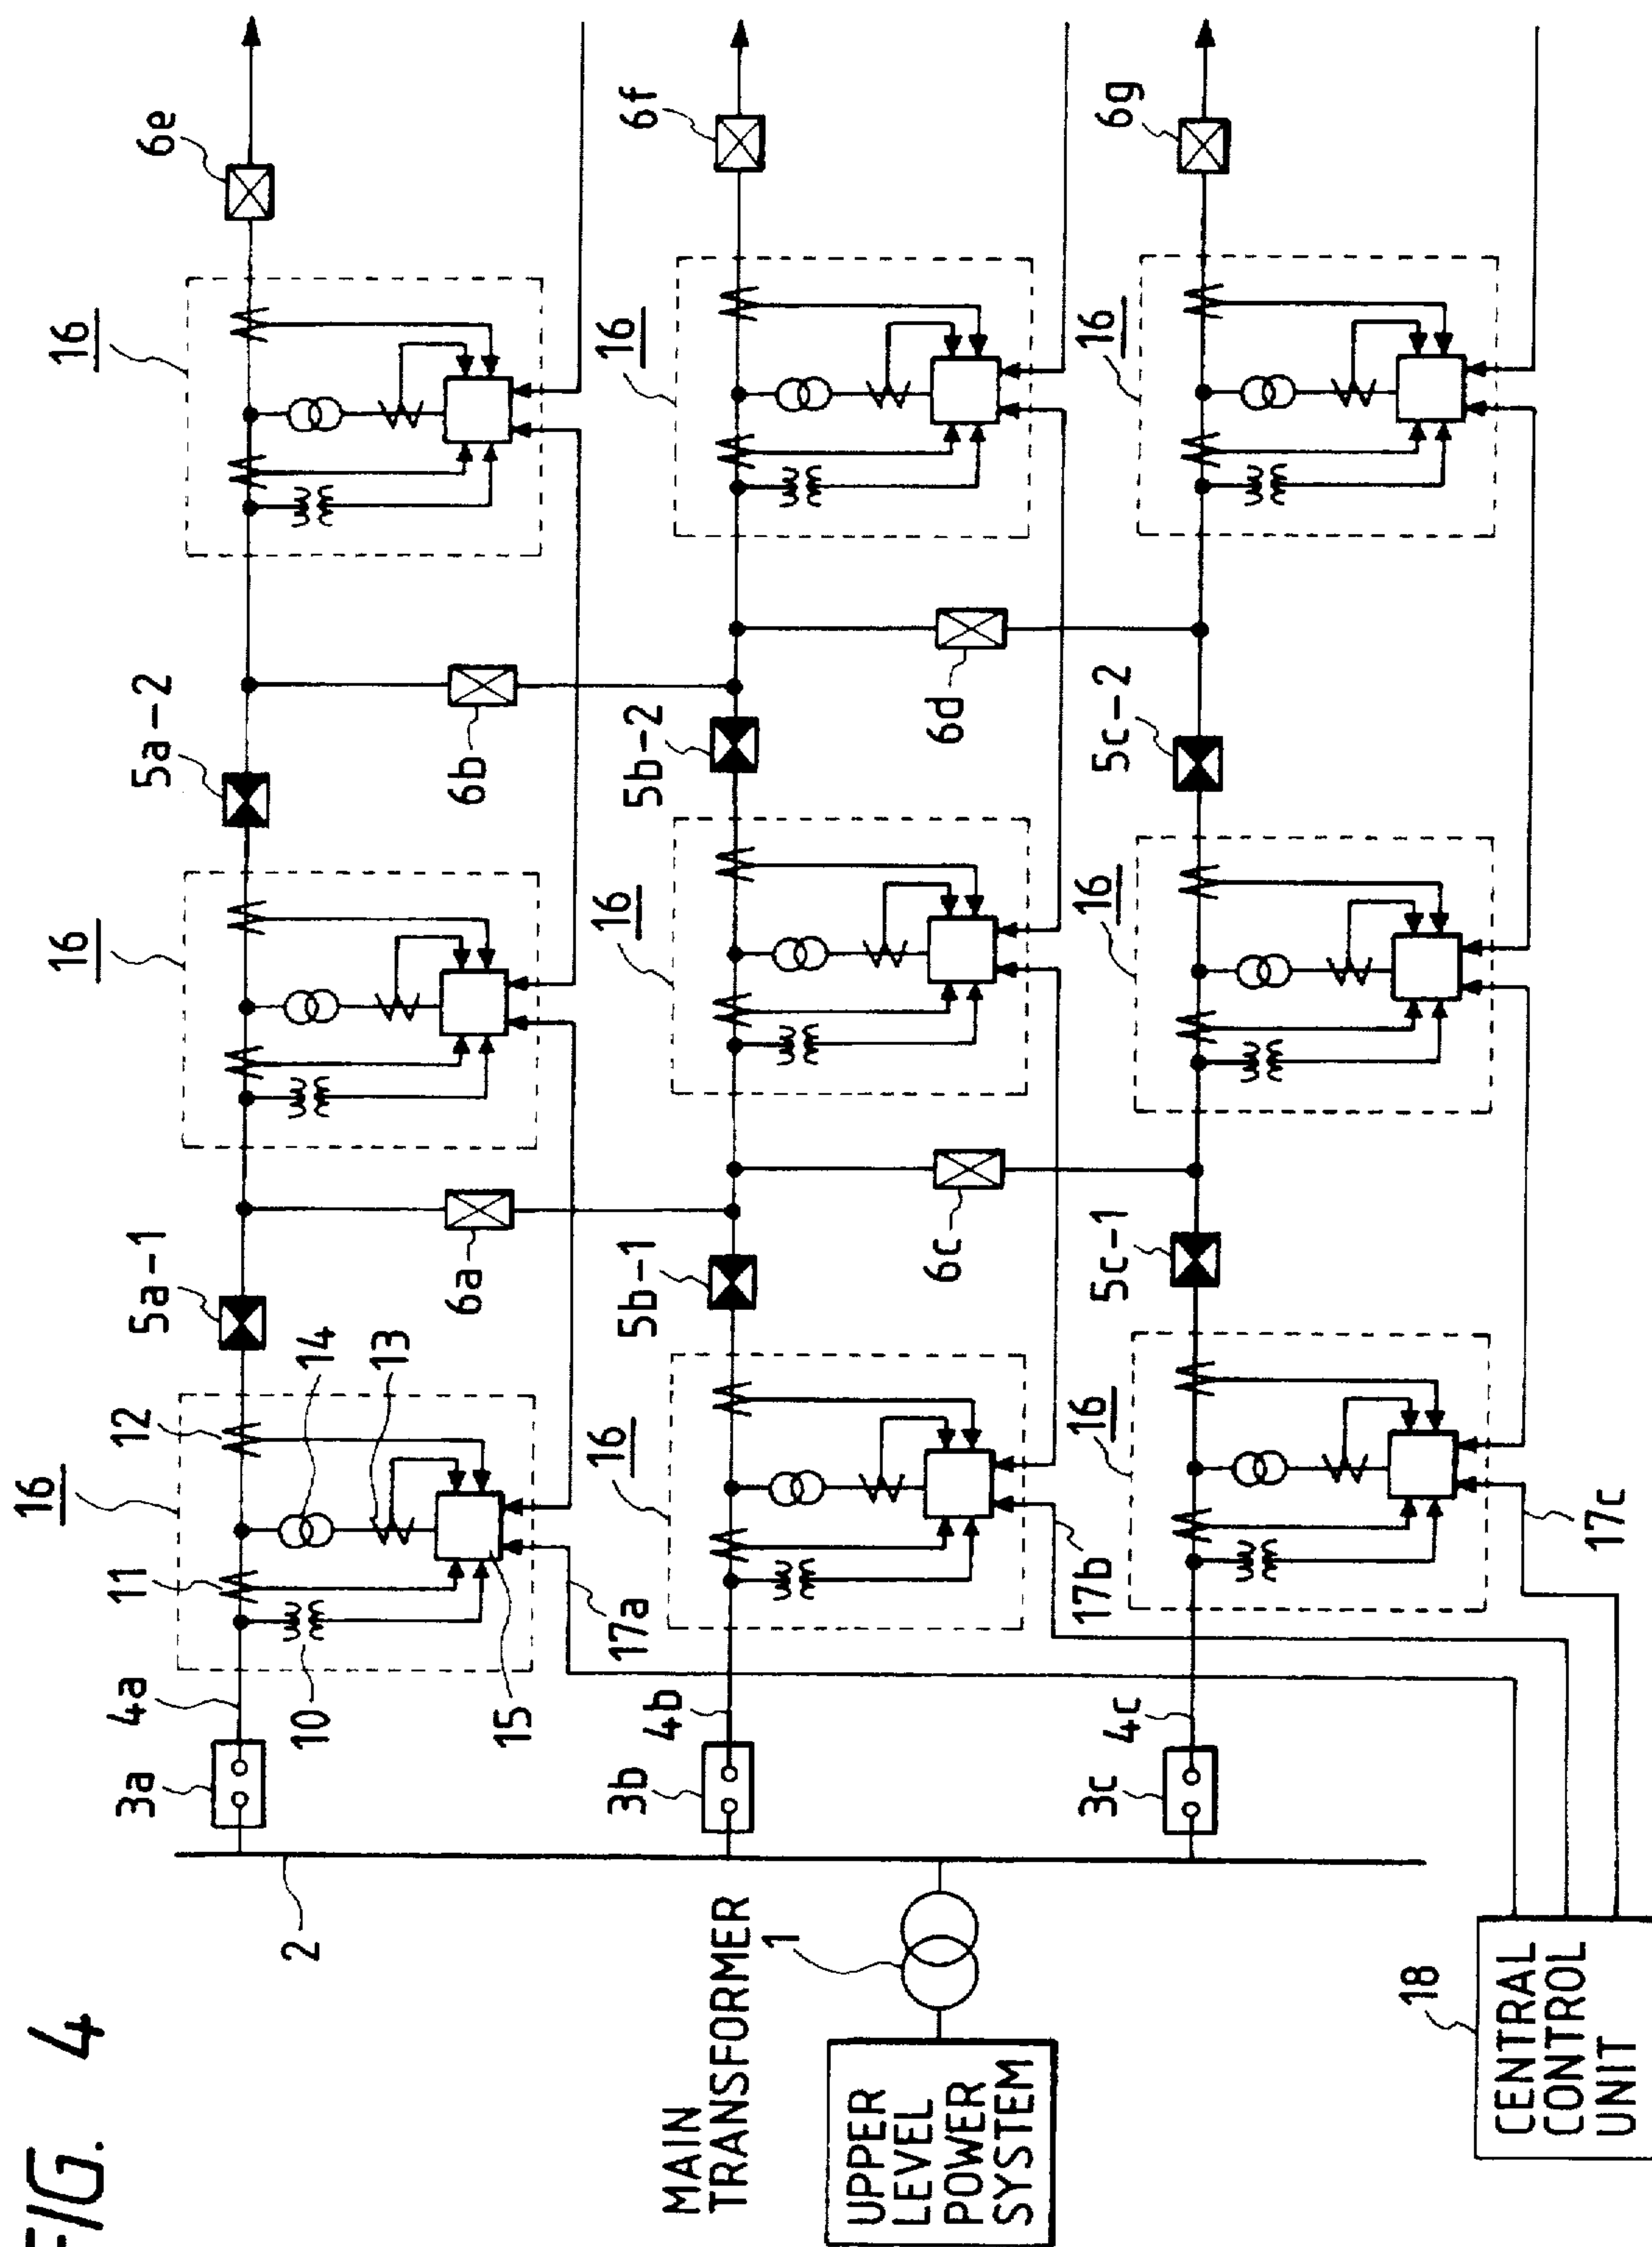 FIG. 4
16
16
16
6e
11
12
5a-1
14
13
5a-2
3a
4a
10
15
17a
6a
6b
16
16
16
6f
5b-1
5b-2
3b
4b
17b
6c
6d
16
16
16
6g
5c-1
5c-2
3c
4c
17c
2
MAIN
TRANSFORMER
1
UPPER
LEVEL
POWER
SYSTEM
18
CENTRAL
CONTROL
UNIT